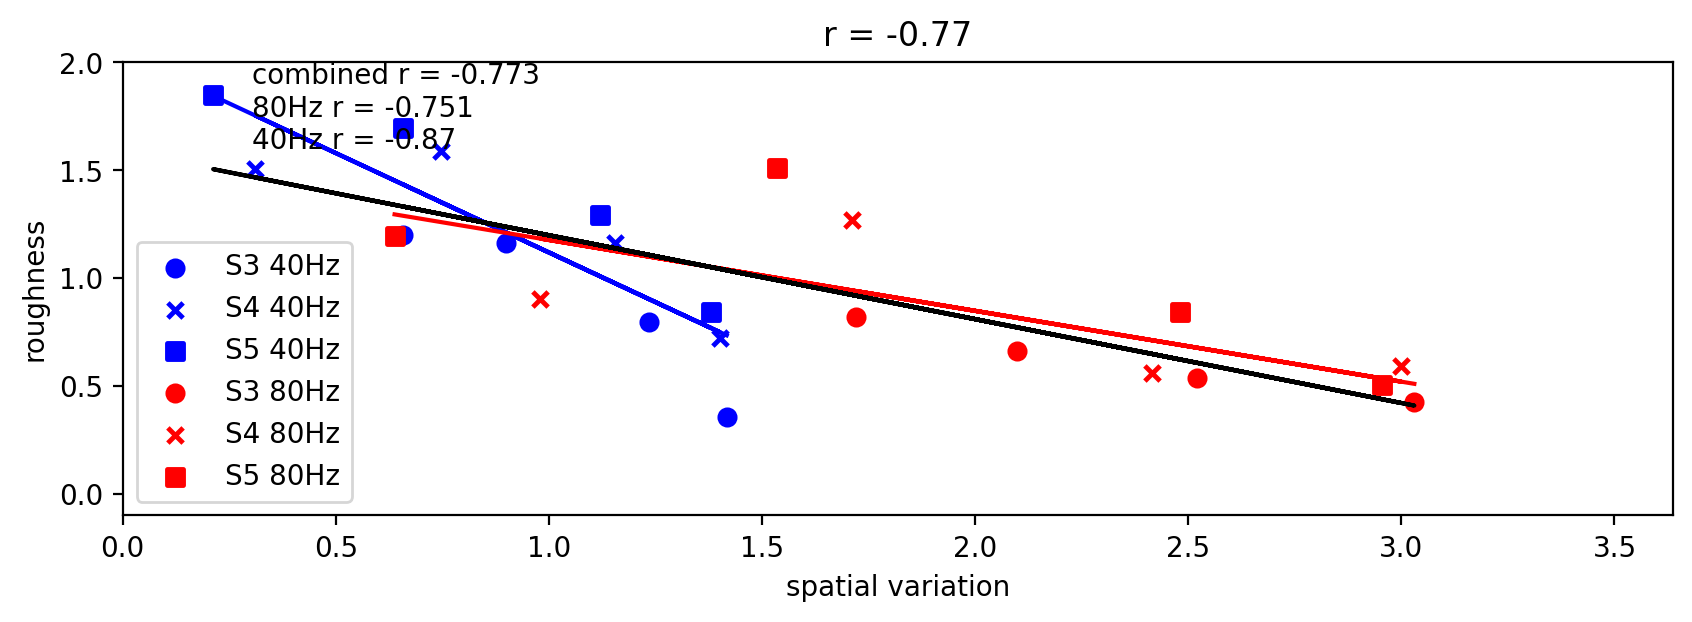 r = -0.77
combined r = -0.773
80Hz r = -0.751
40Hz r = -0.87
2.0
1.5
1.0
0.5
0.0
roughness
S3 40Hz
S4 40Hz
S5 40Hz
S3 80Hz
S4 80Hz
S5 80Hz
0.0 0.5 1.0 1.5 2.0 2.5 3.0 3.5
spatial variation